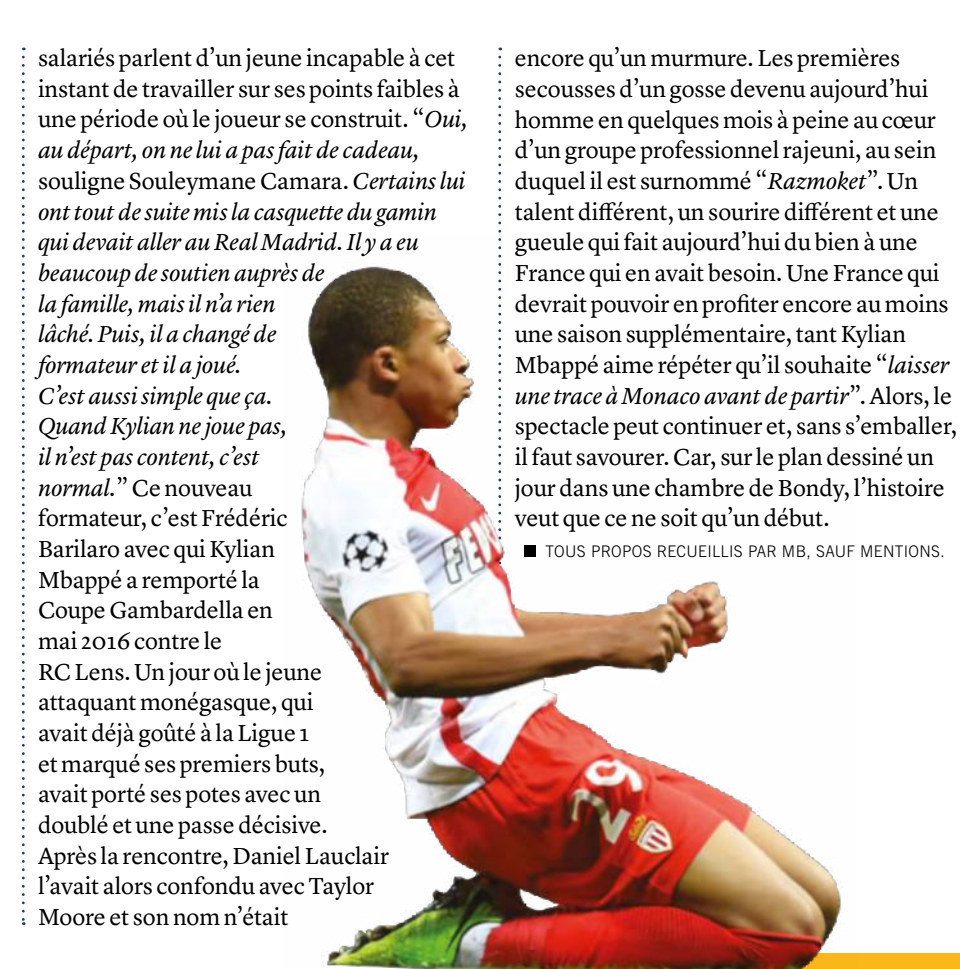 salariés parlent d’un jeune incapable à cet
instant de travailler sur ses points faibles à
une période où le joueur se construit. “Oui,
au départ, on ne lui a pas fait de cadeau,
souligne Souleymane Camara. Certains lui
ont tout de suite mis la casquette du gamin
qui devait aller au Real Madrid. Il y a eu
beaucoup de soutien auprès de
la famille, mais il n’a rien
lâché. Puis, il a changé de
formateur et il a joué.
C’est aussi simple que ça.
Quand Kylian ne joue pas,
il n’est pas content, c’est
normal.” Ce nouveau
formateur, c’est Frédéric
Barilaro avec qui Kylian
Mbappé a remporté la
Coupe Gambardella en
mai 2016 contre le
RC Lens. Un jour où le jeune
attaquant monégasque, qui
avait déjà goûté à la Ligue 1
et marqué ses premiers buts,
avait porté ses potes avec un
doublé et une passe décisive.
Après la rencontre, Daniel Lauclair
l’avait alors confondu avec Taylor
Moore et son nom n’était
encore qu’un murmure. Les premières
secousses d’un gosse devenu aujourd’hui
homme en quelques mois à peine au cœur
d’un groupe professionnel rajeuni, au sein
duquel il est surnommé “Razmoket”. Un
talent différent, un sourire différent et une
gueule qui fait aujourd’hui du bien à une
France qui en avait besoin. Une France qui
devrait pouvoir en profiter encore au moins
une saison supplémentaire, tant Kylian
Mbappé aime répéter qu’il souhaite “laisser
une trace à Monaco avant de partir”. Alors, le
spectacle peut continuer et, sans s’emballer,
il faut savourer. Car, sur le plan dessiné un
jour dans une chambre de Bondy, l’histoire
veut que ce ne soit qu’un début.
■ TOUS PROPOS RECUEILLIS PAR MB, SAUF MENTIONS.
29